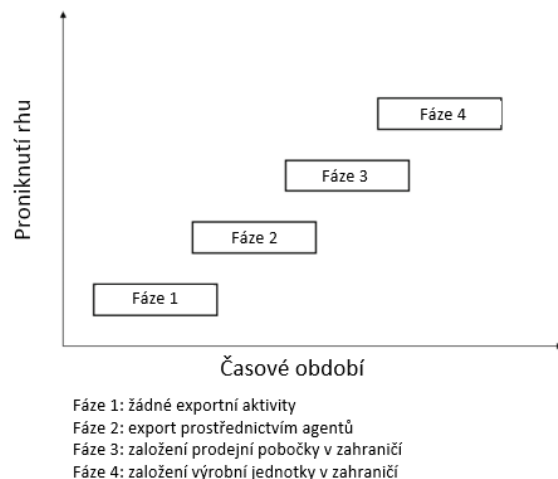 Proniknutí rhu
Fáze 4
Fáze 3
Fáze 2
Fáze 1
Časové období
Fáze 1: žádné exportní aktivity
Fáze 2: export prostřednictvím agentů
Fáze 3: založení prodejní pobočky v zahraničí
Fáze 4: založení výrobní jednotky v zahraničí